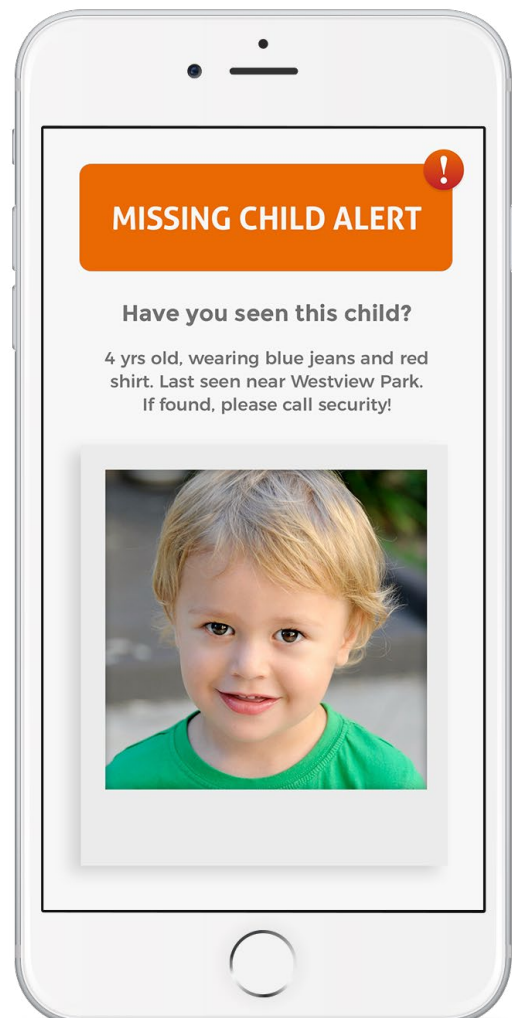 MISSING CHILD ALERT
Have you seen this child?
4 yrs old, wearing blue jeans and red
shirt. Last seen near Westview Park.
If found, please call security!